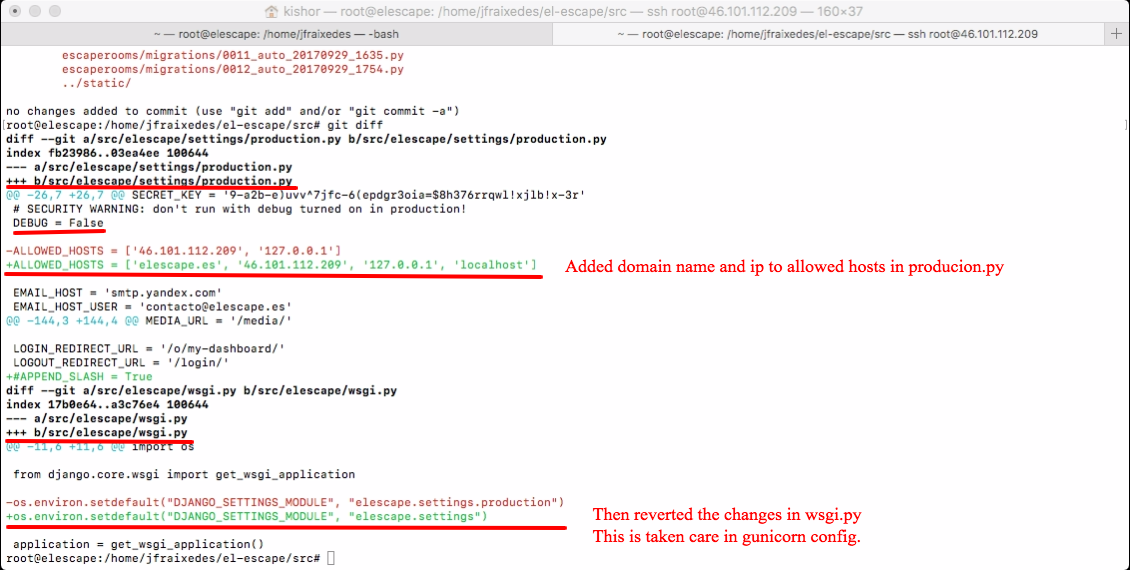 kishor — root@elescape: /home/jfraixedes/el-escape/src — ssh root@46.101.112.209 — 160×37
~ — root@elescape: /home/jfraixedes — -bash
~ — root@elescape: /home/jfraixedes/el-escape/src — ssh root@46.101.112.209
escaperooms/migrations/0011_auto_20170929_1635.py
escaperooms/migrations/0012_auto_20170929_1754.py
../static/
no changes added to commit (use "git add" and/or "git commit -a")
[root@elescape:/home/jfraixedes/el-escape/src# git diff ]
diff --git a/src/elescape/settings/production.py b/src/elescape/settings/production.py
index fb23986..03ea4ee 100644
--- a/src/elescape/settings/production.py
+++ b/src/elescape/settings/production.py
@@ -26,7 +26,7 @@ SECRET_KEY = '9-a2b-e)uvv^7jfc-6(epdgr3oia=$8h376rrqwl!xjlb!x-3r'
# SECURITY WARNING: don't run with debug turned on in production!
DEBUG = False
-ALLOWED_HOSTS = ['46.101.112.209', '127.0.0.1']
+ALLOWED_HOSTS = ['elescape.es', '46.101.112.209', '127.0.0.1', 'localhost']
Added domain name and ip to allowed hosts in producion.py
EMAIL_HOST = 'smtp.yandex.com'
EMAIL_HOST_USER = 'contacto@elescape.es'
@@ -144,3 +144,4 @@ MEDIA_URL = '/media/'
LOGIN_REDIRECT_URL = '/o/my-dashboard/'
LOGOUT_REDIRECT_URL = '/login/'
+#APPEND_SLASH = True
diff --git a/src/elescape/wsgi.py b/src/elescape/wsgi.py
index 17b0e64..a3c76e4 100644
--- a/src/elescape/wsgi.py
+++ b/src/elescape/wsgi.py
@@ -11,6 +11,6 @@ import os
from django.core.wsgi import get_wsgi_application
-os.environ.setdefault("DJANGO_SETTINGS_MODULE", "elescape.settings.production")
+os.environ.setdefault("DJANGO_SETTINGS_MODULE", "elescape.settings")
Then reverted the changes in wsgi.py
This is taken care in gunicorn config.
application = get_wsgi_application()
root@elescape:/home/jfraixedes/el-escape/src#